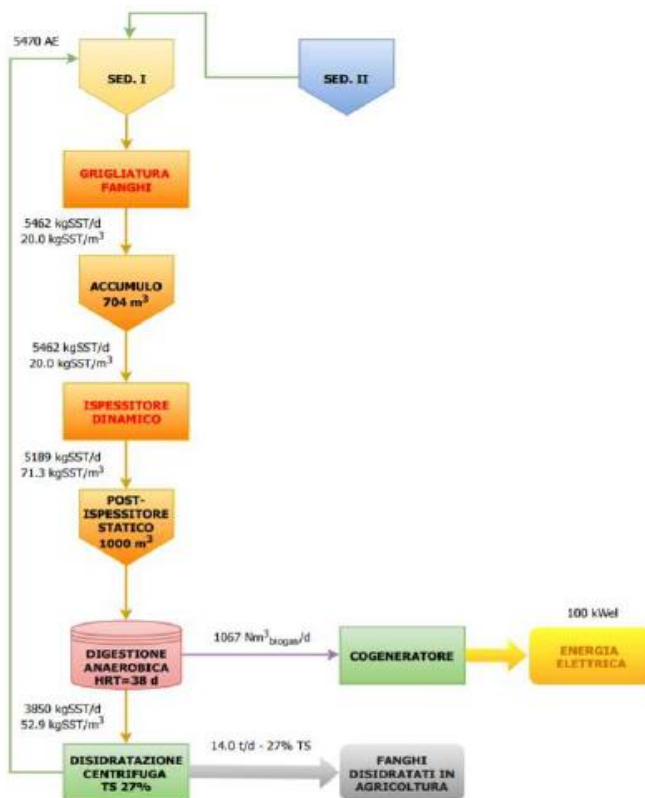 5470 AE
SED. I
SED. II
GRIGLIATURA
FANGHI
5462 kgSST/d
20.0 kgSST/m³
ACCUMULO
704 m³
5462 kgSST/d
20.0 kgSST/m³
ISPESSITORE
DINAMICO
5189 kgSST/d
71.3 kgSST/m³
POST-
ISPESSITORE
STATICO
1000 m³
100 kWel
1067 Nm³biogas/d
DIGESTIONE
ANAEROBICA
HRT=38 d
COGENERATORE
ENERGIA
ELETTRICA
3850 kgSST/d
52.9 kgSST/m³
14.0 t/d - 27% TS
DISIDRATAZIONE
CENTRIFUGA
TS 27%
FANGHI
DISIDRATATI IN
AGRICOLTURA